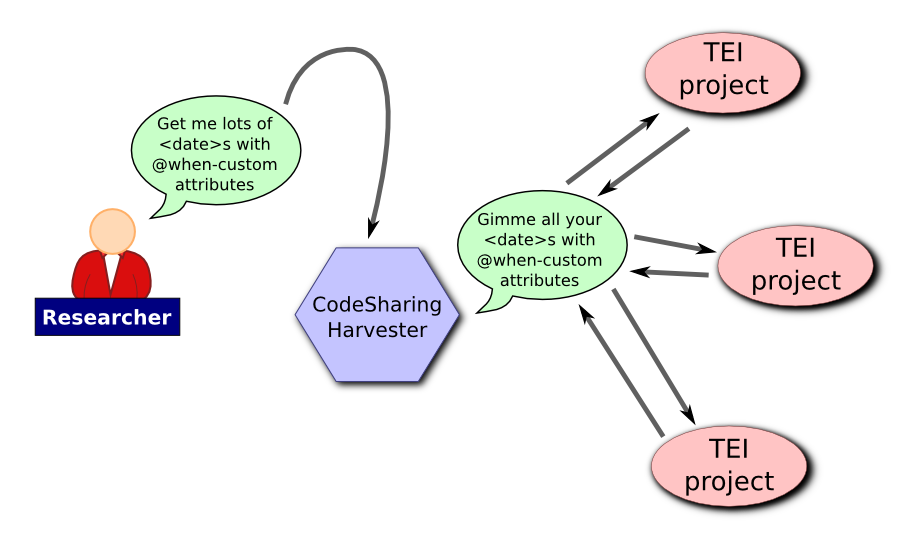 Get me lots of
<date>s with
@when-custom
attributes
Researcher
CodeSharing
Harvester
Gimme all your
<date>s with
@when-custom
attributes
TEI
project
TEI
project
TEI
project